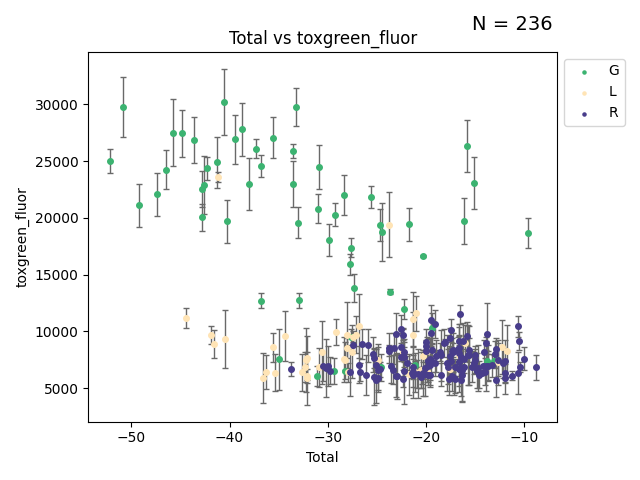 N = 236
Total vs toxgreen_fluor
G
L
R
30000
25000
20000
15000
10000
5000
toxgreen_fluor
−50
−40
−30
−20
−10
Total